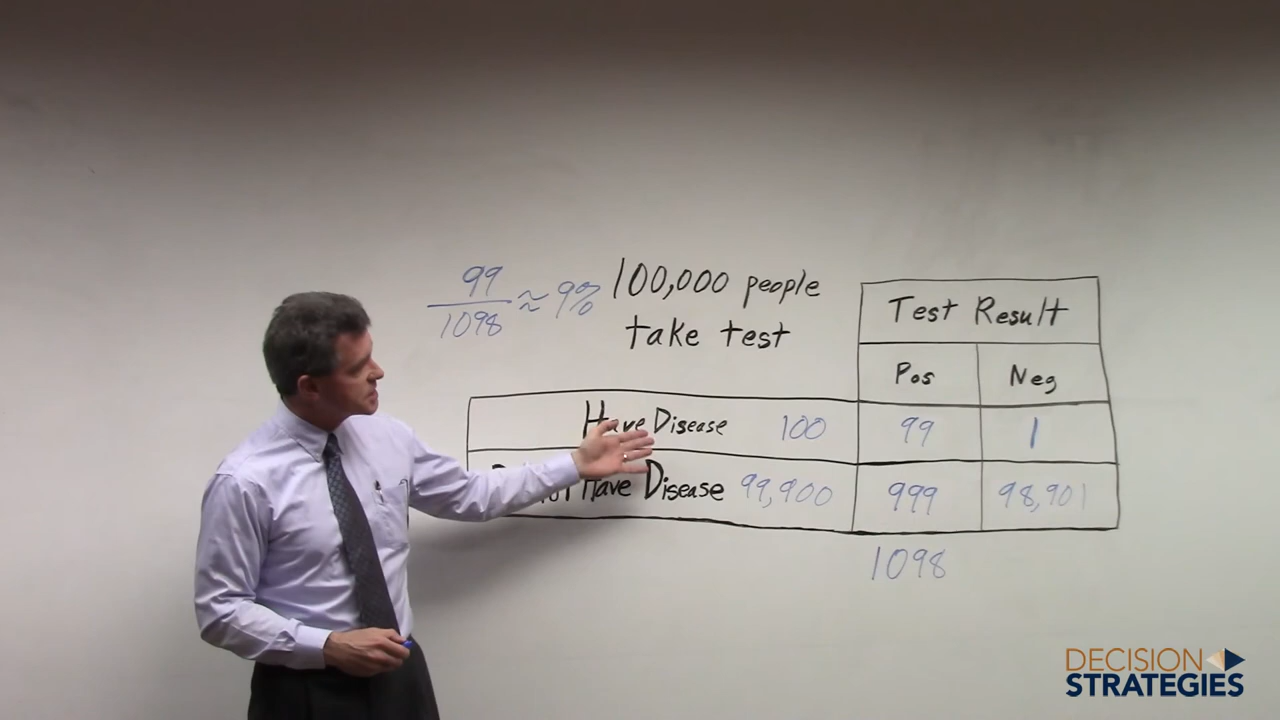 99
1098
≈ 9%
100,000 people
take test
Test Result
Pos Neg
Have Disease 100 99 1
Have Disease 99,900 999 98,901
1098
DECISION
STRATEGIES